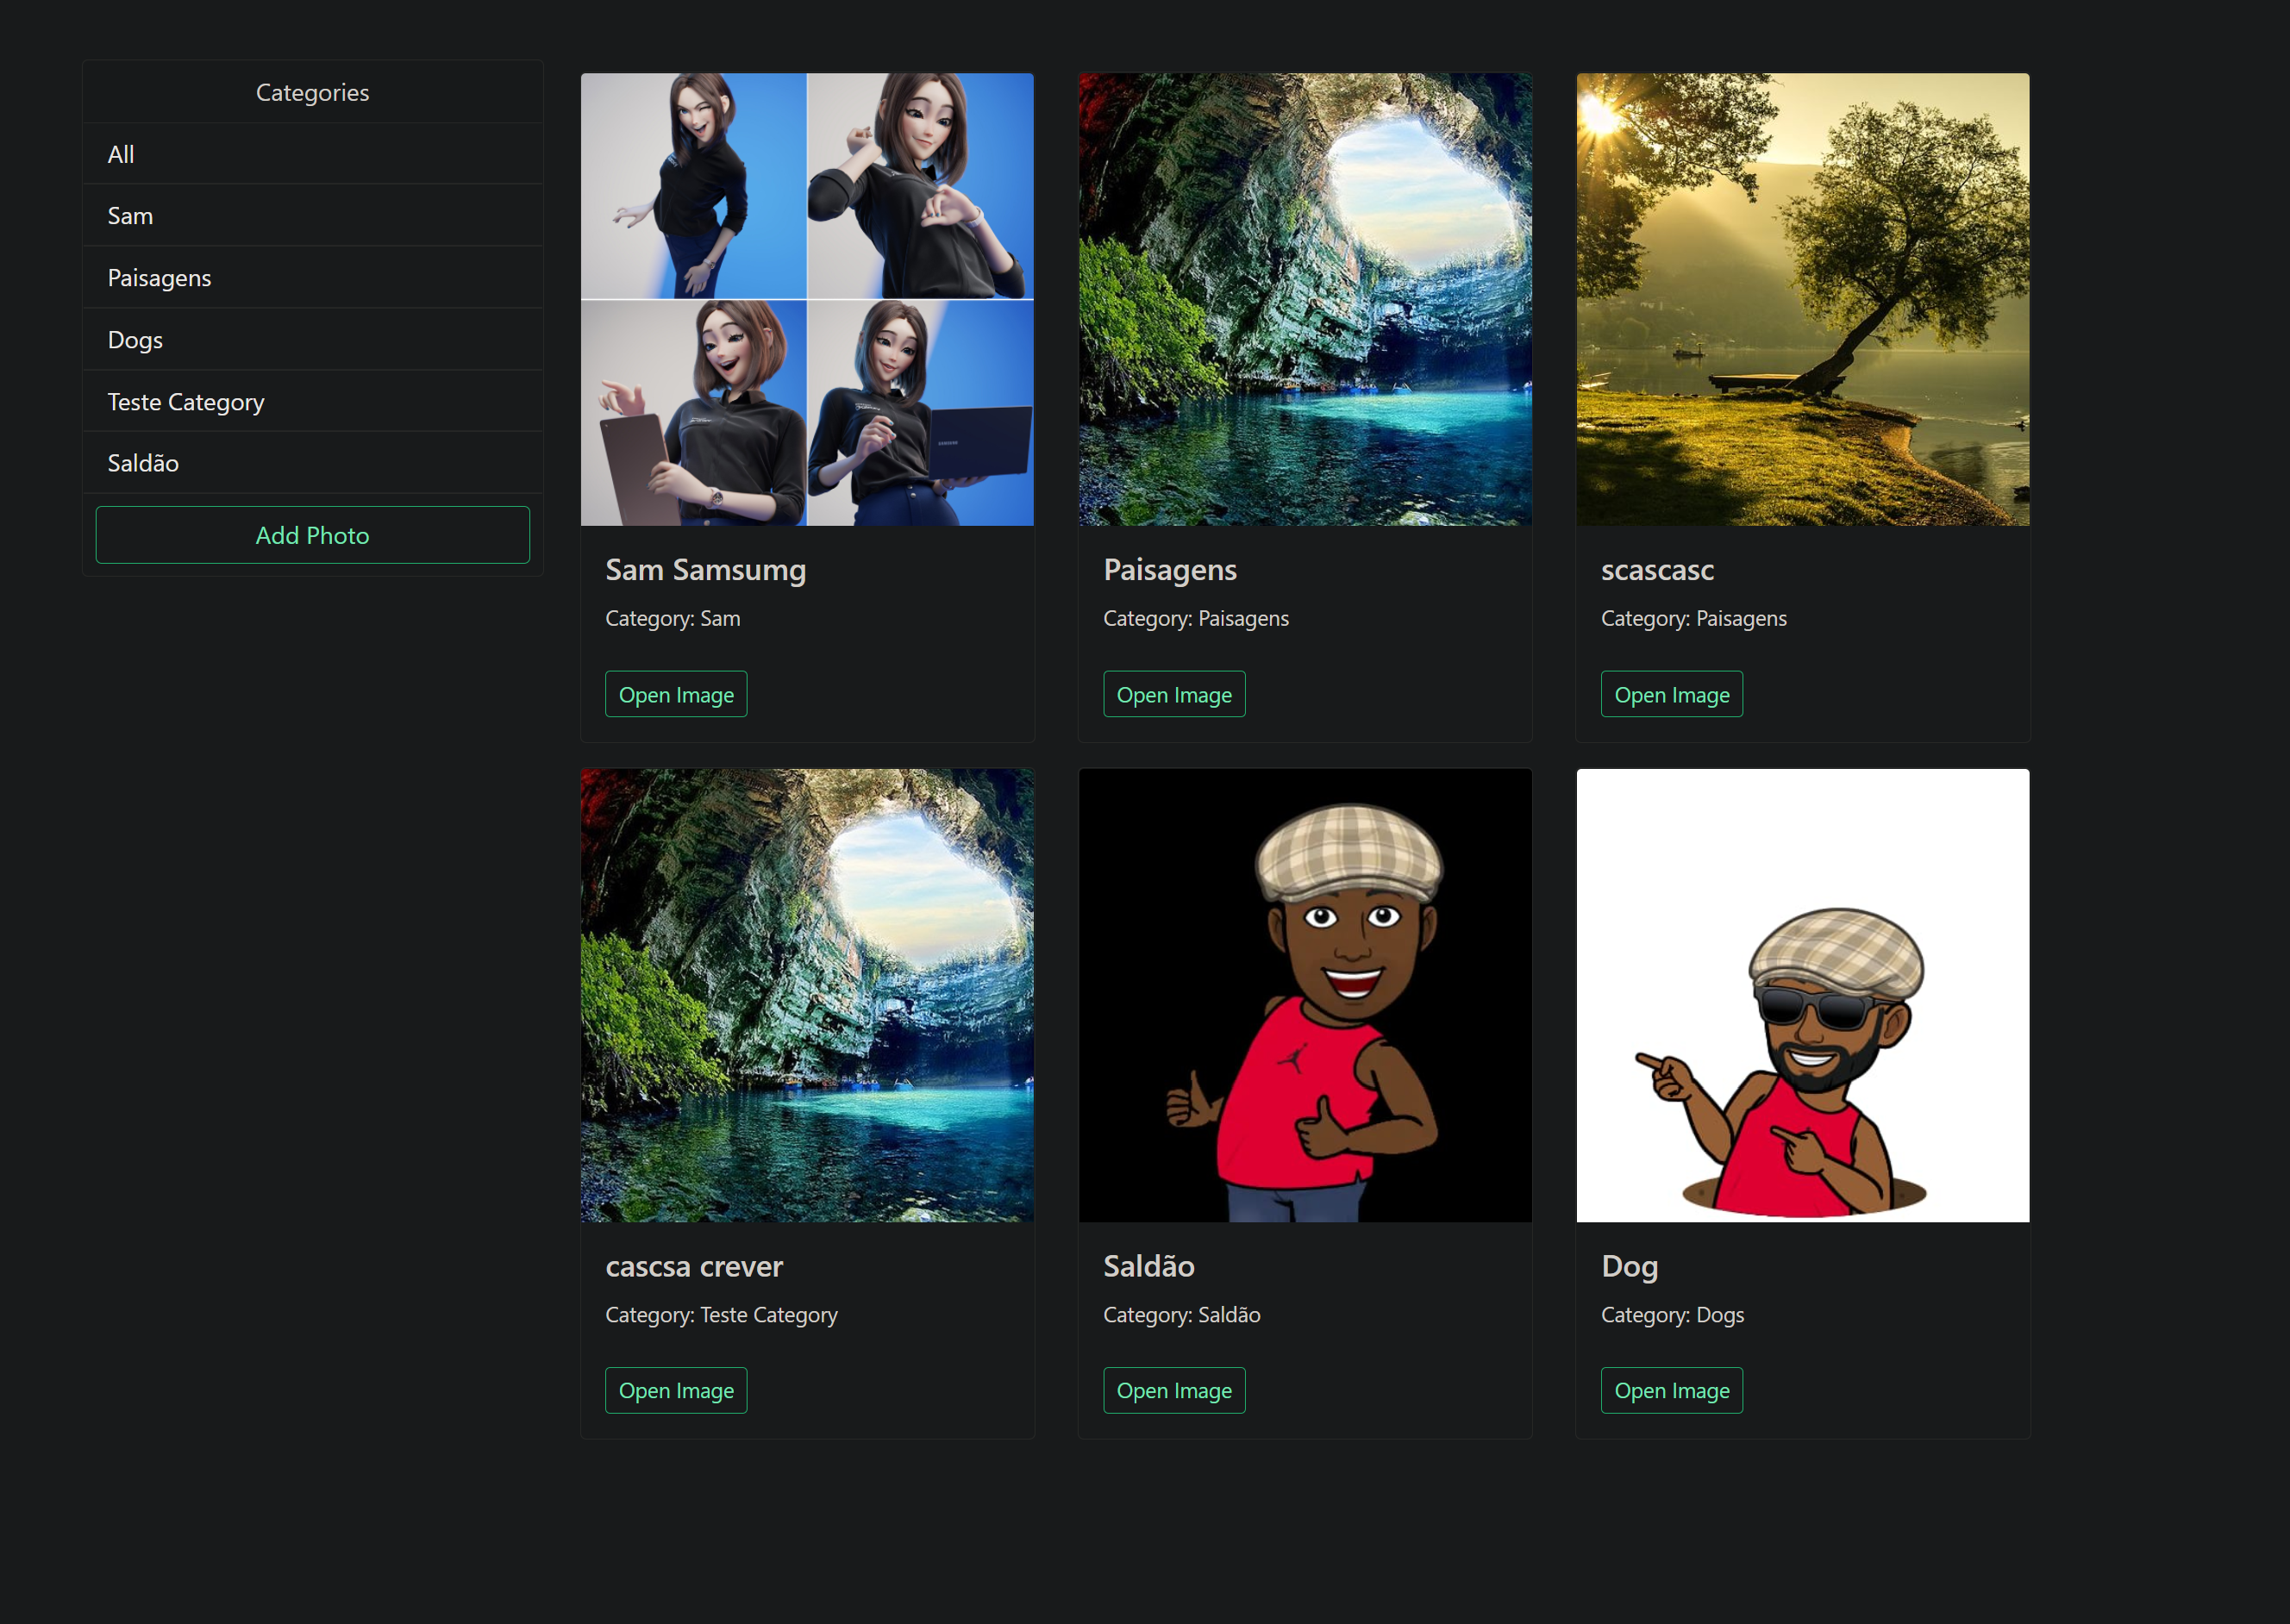 Categories
All
Sam
Paisagens
Dogs
Teste Category
Saldão
Add Photo
SAMSUNG
Sam Samsumg
Category: Sam
Open Image
Paisagens
Category: Paisagens
Open Image
scascasc
Category: Paisagens
Open Image
cascsa crever
Category: Teste Category
Open Image
Saldão
Category: Saldão
Open Image
Dog
Category: Dogs
Open Image